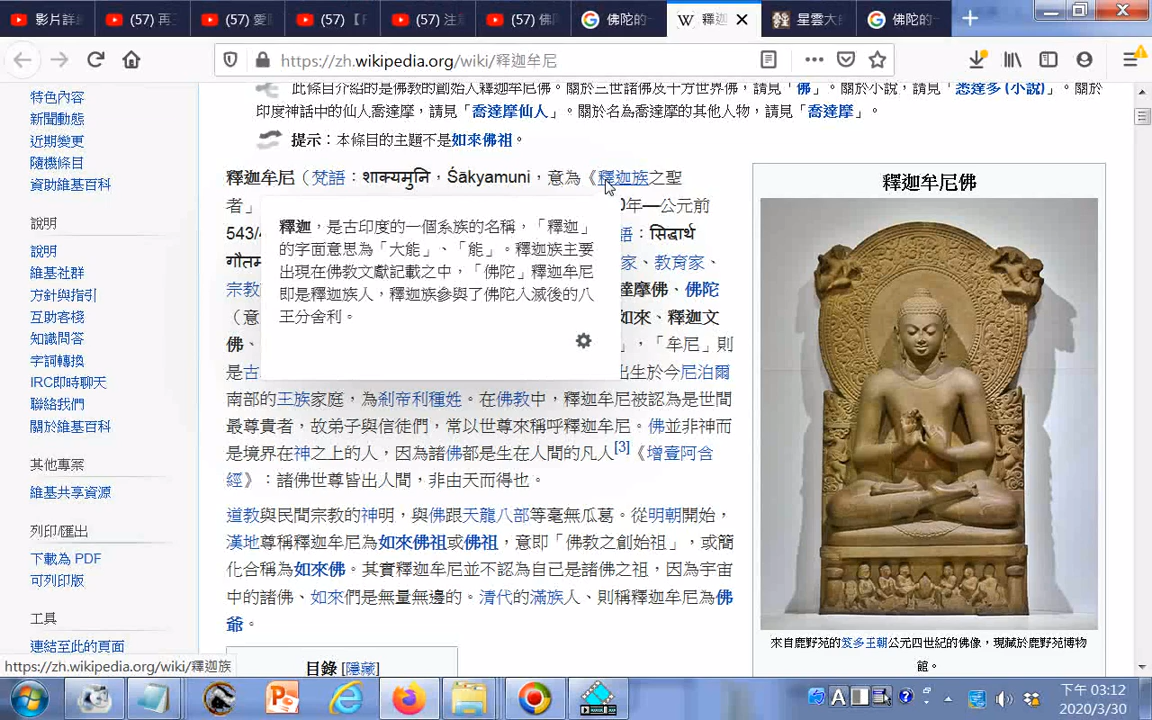 影片詳細
(57) 再
(57) 愛
(57) 【
(57) 注
(57) 佛
佛陀的一
釋迦
星雲大
佛陀的一
https://zh.wikipedia.org/wiki/釋迦牟尼
特色內容
新聞動態
近期變更
隨機條目
資助維基百科
說明
說明
維基社群
方針與指引
互助客棧
知識問答
字詞轉換
IRC即時聊天
聯絡我們
關於維基百科
其他專案
維基共享資源
列印/匯出
下載為 PDF
可列印版
工具
連結至此的頁面
此條目介紹的是佛教的創始人釋迦牟尼佛。關於三世諸佛及十方世界佛,請見「佛」。關於小說,請見「悉達多 (小說)」。關於
印度神話中的仙人喬達摩,請見「喬達摩仙人」。關於名為喬達摩的其他人物,請見「喬達摩」。
提示:本條目的主題不是如來佛祖。
釋迦牟尼(梵語:शाक्यमुनि,Śākyamuni,意為《釋迦族之聖
者」
0年—公元前
543/4
語:सिद्धार्थ
गौतम
家、教育家、
宗教
達摩佛、佛陀
(意
如來、釋迦文
佛、
」,「牟尼」則
是古
出生於今尼泊爾
釋迦,是古印度的一個糸族的名稱,「釋迦」
的字面意思為「大能」、「能」。釋迦族主要
出現在佛教文獻記載之中,「佛陀」釋迦牟尼
即是釋迦族人,釋迦族參與了佛陀入滅後的八
王分舍利。
南部的王族家庭,為剎帝利種姓。在佛教中,釋迦牟尼被認為是世間
最尊貴者,故弟子與信徒們,常以世尊來稱呼釋迦牟尼。佛並非神而
是境界在神之上的人,因為諸佛都是生在人間的凡人[3]《增壹阿含
經》:諸佛世尊皆出人間,非由天而得也。
道教與民間宗教的神明,與佛跟天龍八部等毫無瓜葛。從明朝開始,
漢地尊稱釋迦牟尼為如來佛祖或佛祖,意即「佛教之創始祖」,或簡
化合稱為如來佛。其實釋迦牟尼並不認為自己是諸佛之祖,因為宇宙
中的諸佛、如來們是無量無邊的。清代的滿族人、則稱釋迦牟尼為佛
爺。
目錄 [隱藏]
釋迦牟尼佛
來自鹿野苑的笈多王朝公元四世紀的佛像,現藏於鹿野苑博物
館。
https://zh.wikipedia.org/wiki/釋迦族
下午 03:12
2020/3/30